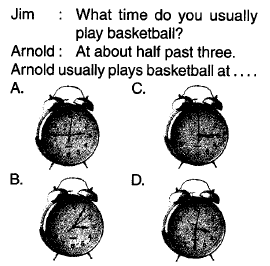 Jim : What time do you usually
play basketball?
Arnold : At about half past three.
Arnold usually plays basketball at ....
A. C.
B. D.